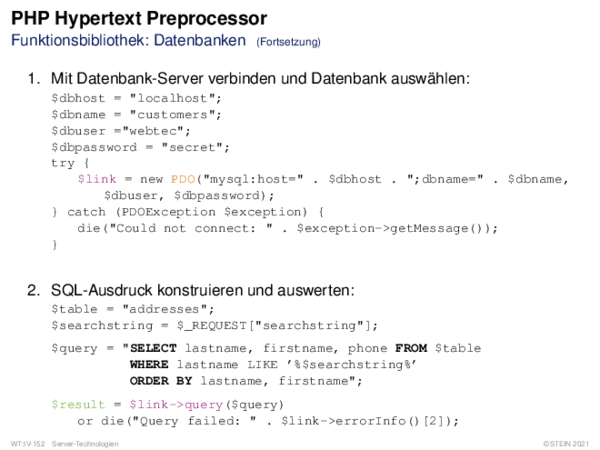 PHP Hypertext Preprocessor
Funktionsbibliothek: Datenbanken (Fortsetzung)
1. Mit Datenbank-Server verbinden und Datenbank auswählen:
$dbhost = "localhost";
$dbname = "customers";
$dbuser ="webtec";
$dbpassword = "secret";
try {
$link = new PDO("mysql:host=" . $dbhost . ";dbname=" . $dbname,
$dbuser, $dbpassword);
} catch (PDOException $exception) {
die("Could not connect: " . $exception->getMessage());
}
2. SQL-Ausdruck konstruieren und auswerten:
$table = "addresses";
$searchstring = $_REQUEST["searchstring"];
$query = "SELECT lastname, firstname, phone FROM $table
WHERE lastname LIKE ’%$searchstring%’
ORDER BY lastname, firstname";
$result = $link->query($query)
or die("Query failed: " . $link->errorInfo()[2]);
WT:IV-152 Server-Technologien ©STEIN 2021